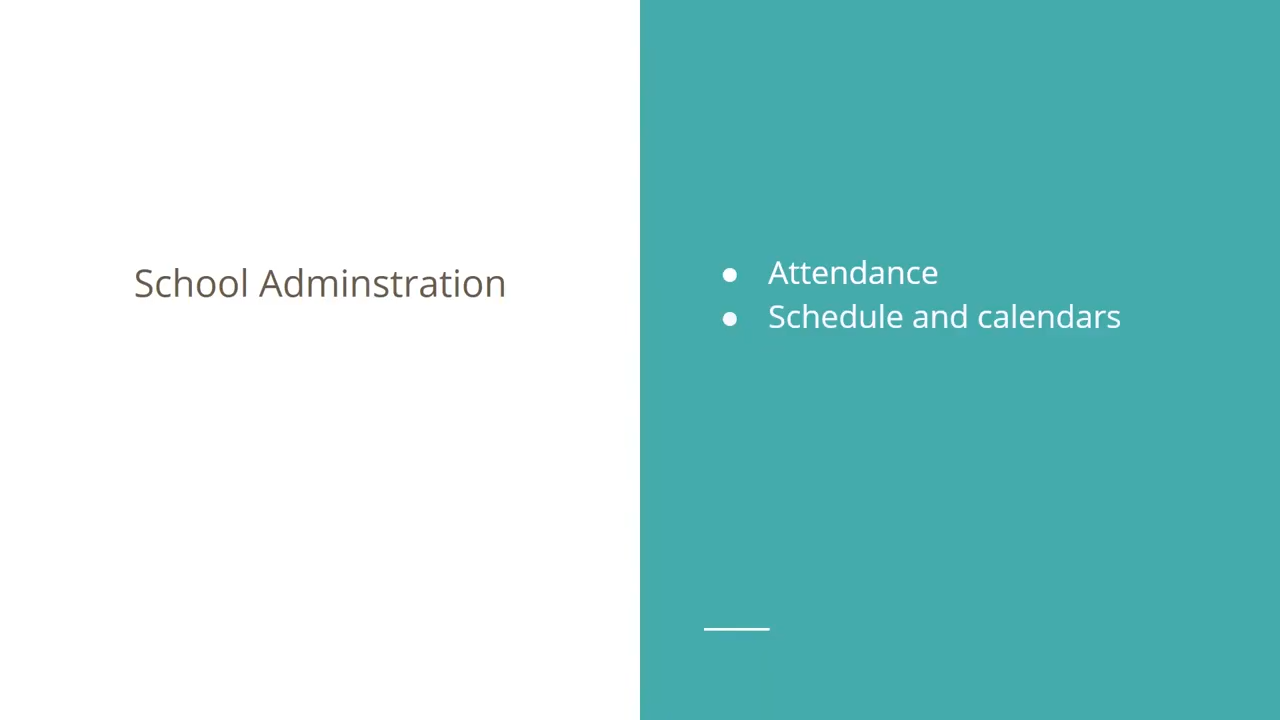 School Adminstration
● Attendance
● Schedule and calendars